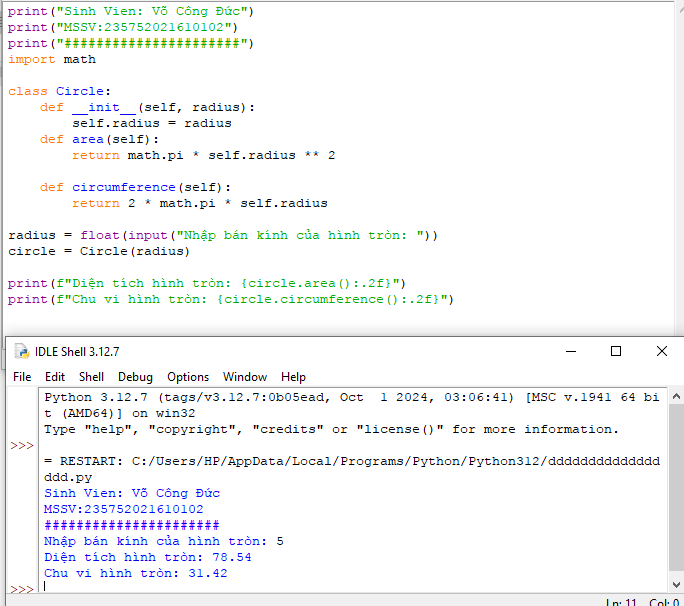 print("Sinh Vien: Võ Công Đức")
print("MSSV:235752021610102")
print("######################")
import math
class Circle:
    def __init__(self, radius):
        self.radius = radius
    def area(self):
        return math.pi * self.radius ** 2
    def circumference(self):
        return 2 * math.pi * self.radius
radius = float(input("Nhập bán kính của hình tròn: "))
circle = Circle(radius)
print(f"Diện tích hình tròn: {circle.area():.2f}")
print(f"Chu vi hình tròn: {circle.circumference():.2f}")
IDLE Shell 3.12.7
File Edit Shell Debug Options Window Help
Python 3.12.7 (tags/v3.12.7:0b05ead, Oct  1 2024, 03:06:41) [MSC v.1941 64 bi
t (AMD64)] on win32
Type "help", "copyright", "credits" or "license()" for more information.
>>>
= RESTART: C:/Users/HP/AppData/Local/Programs/Python/Python312/dddddddddddddd
ddd.py
Sinh Vien: Võ Công Đức
MSSV:235752021610102
######################
Nhập bán kính của hình tròn: 5
Diện tích hình tròn: 78.54
Chu vi hình tròn: 31.42
>>>
Ln: 11 Col: 0